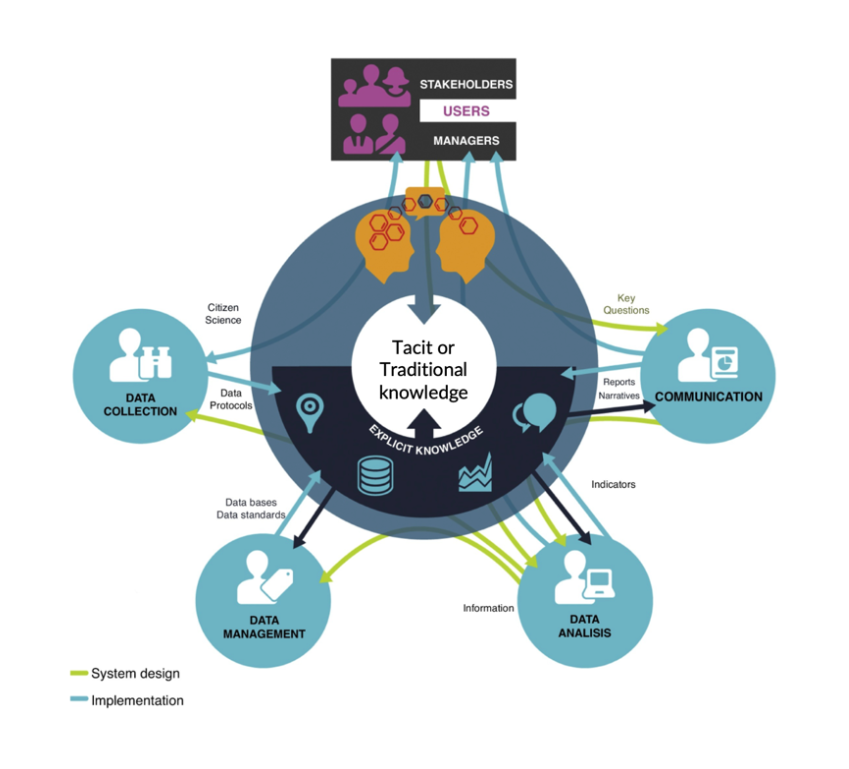 STAKEHOLDERS
USERS
MANAGERS
Citizen
Science
Key
Questions
Tacit or
Traditional
knowledge
DATA
COLLECTION
Data
Protocols
Reports
Narratives
COMMUNICATION
EXPLICIT KNOWLEDGE
Indicators
Data bases
Data standards
Information
DATA
MANAGEMENT
DATA
ANALISIS
System design
Implementation